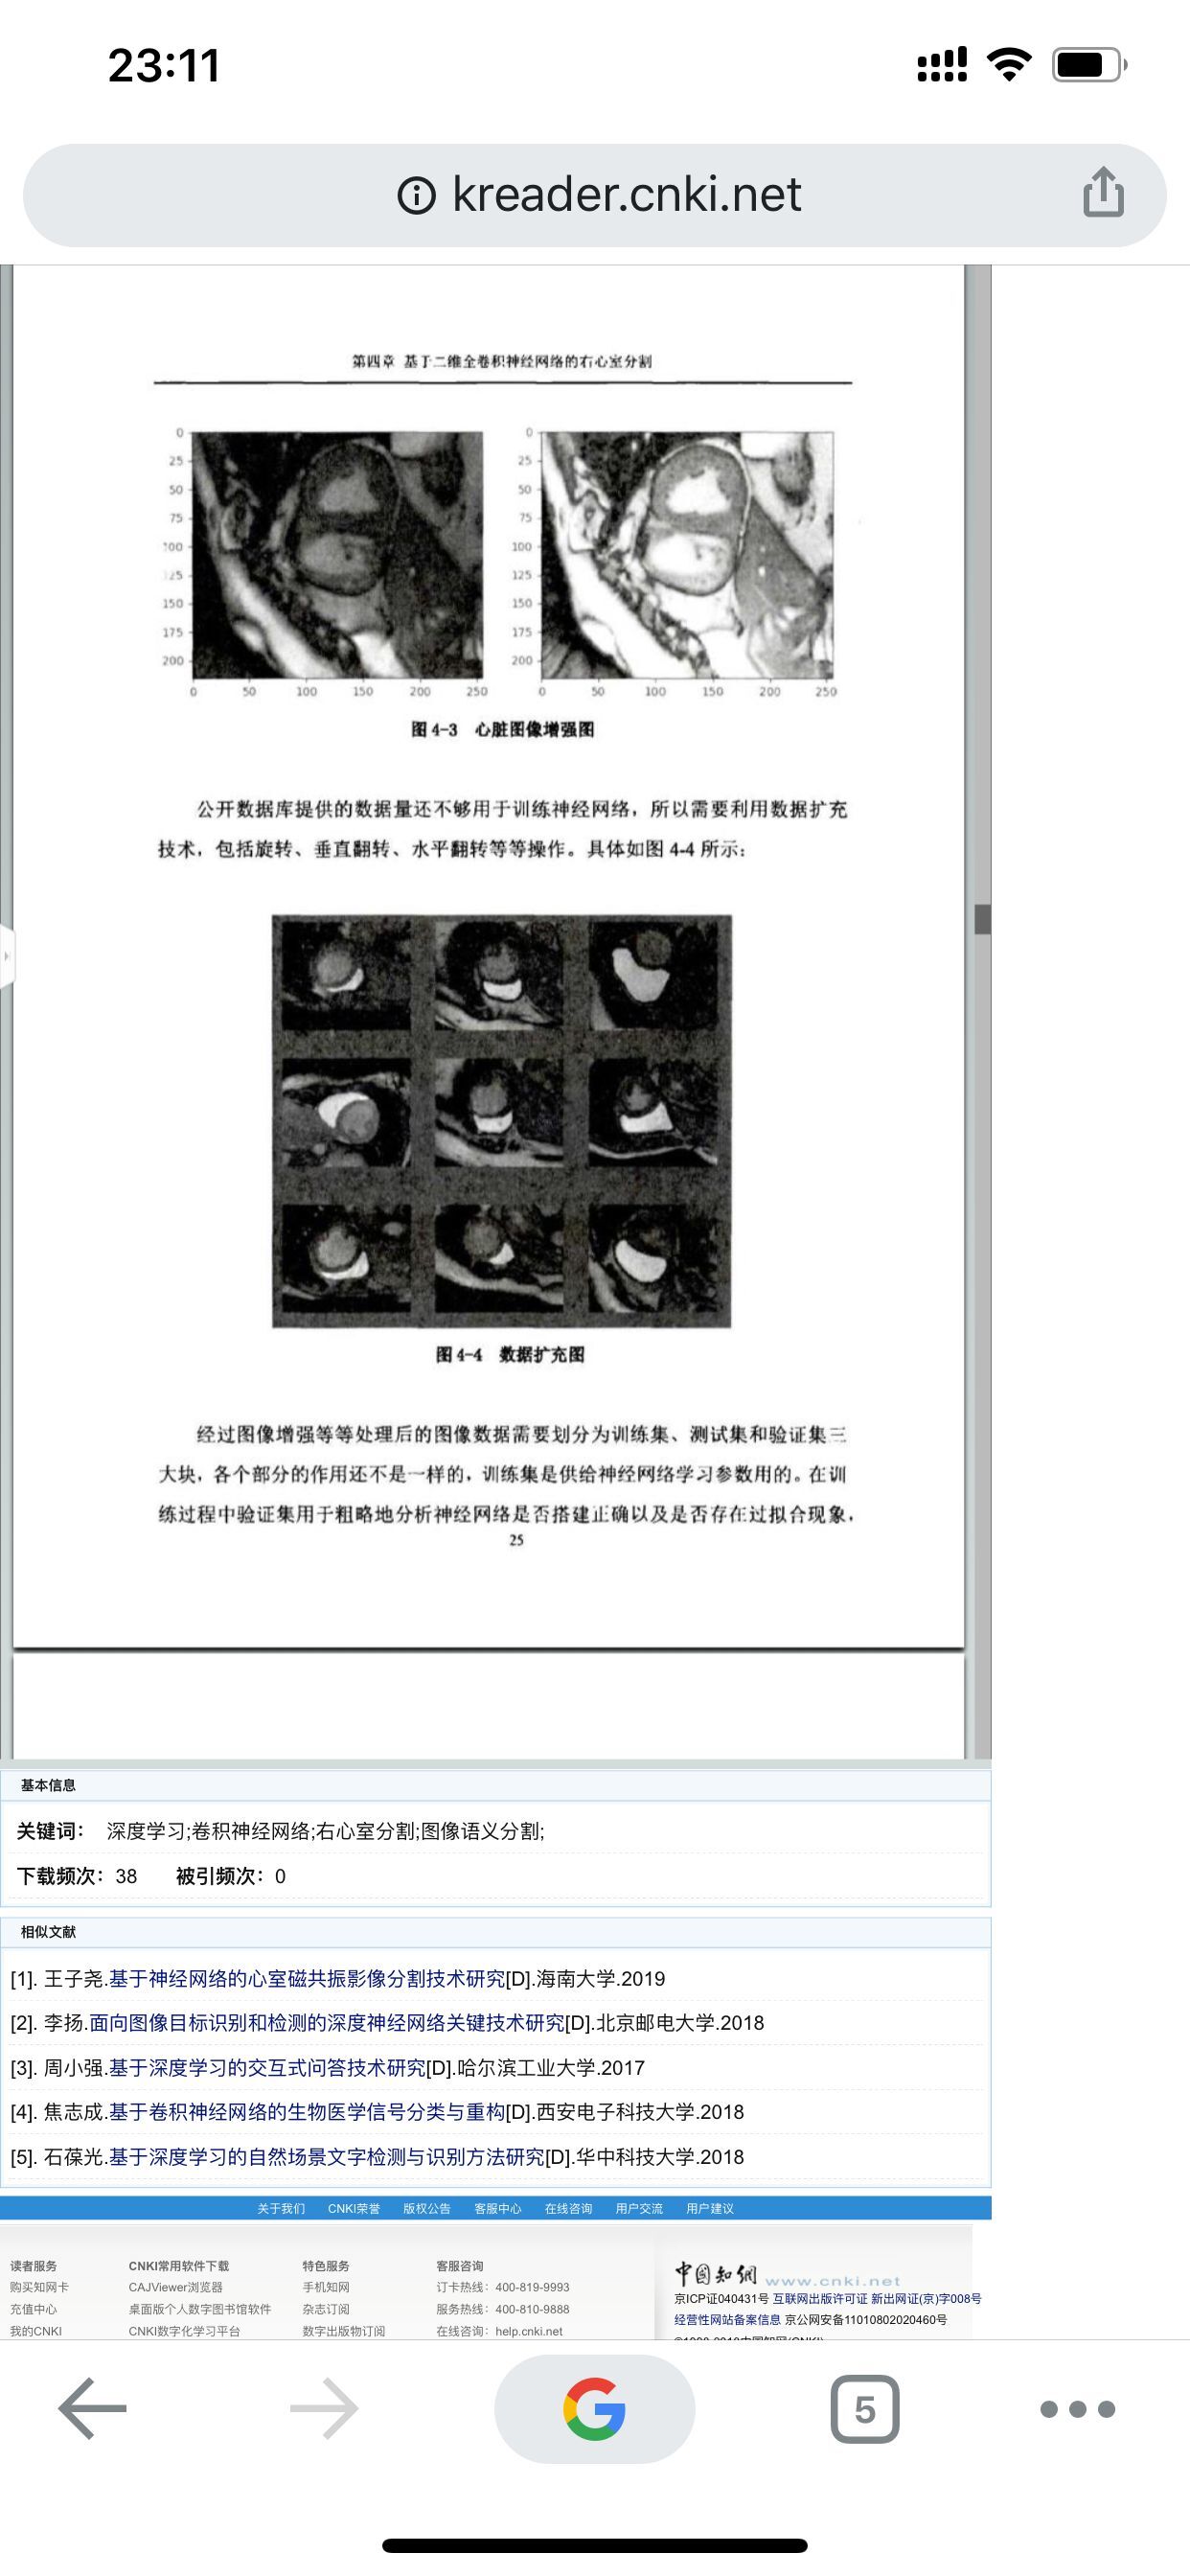 23:11
kreader.cnki.net
第四章 基于二维全卷积神经网络的右心室分割
0
25
50
75
100
125
150
175
200
0 50 100 150 200 250
0
25
50
75
100
125
150
175
200
0 50 100 150 200 250
图 4-3 心脏图像增强图
公开数据库提供的数据量还不够用于训练神经网络，所以需要利用数据扩充
技术，包括旋转、垂直翻转、水平翻转等等操作。具体如图 4-4 所示：
图 4-4 数据扩充图
经过图像增强等等处理后的图像数据需要划分为训练集、测试集和验证集三
大块，各个部分的作用还不是一样的，训练集是供给神经网络学习参数用的。在训
练过程中验证集用于粗略地分析神经网络是否搭建正确以及是否存在过拟合现象，
25
基本信息
关键词： 深度学习;卷积神经网络;右心室分割;图像语义分割;
下载频次：38 被引频次：0
相似文献
[1]. 王子尧.基于神经网络的心室磁共振影像分割技术研究[D].海南大学.2019
[2]. 李扬.面向图像目标识别和检测的深度神经网络关键技术研究[D].北京邮电大学.2018
[3]. 周小强.基于深度学习的交互式问答技术研究[D].哈尔滨工业大学.2017
[4]. 焦志成.基于卷积神经网络的生物医学信号分类与重构[D].西安电子科技大学.2018
[5]. 石葆光.基于深度学习的自然场景文字检测与识别方法研究[D].华中科技大学.2018
关于我们 CNKI荣誉 版权公告 客服中心 在线咨询 用户交流 用户建议
读者服务 CNKI常用软件下载 特色服务 客服咨询
购买知网卡 CAJViewer浏览器 手机知网 订卡热线：400-819-9993
充值中心 桌面版个人数字图书馆软件 杂志订阅 服务热线：400-810-9888
我的CNKI CNKI数字化学习平台 数字出版物订阅 在线咨询：help.cnki.net
中国知网 www.cnki.net
京ICP证040431号 互联网出版许可证 新出网证(京)字008号
经营性网站备案信息 京公网安备11010802020460号
5